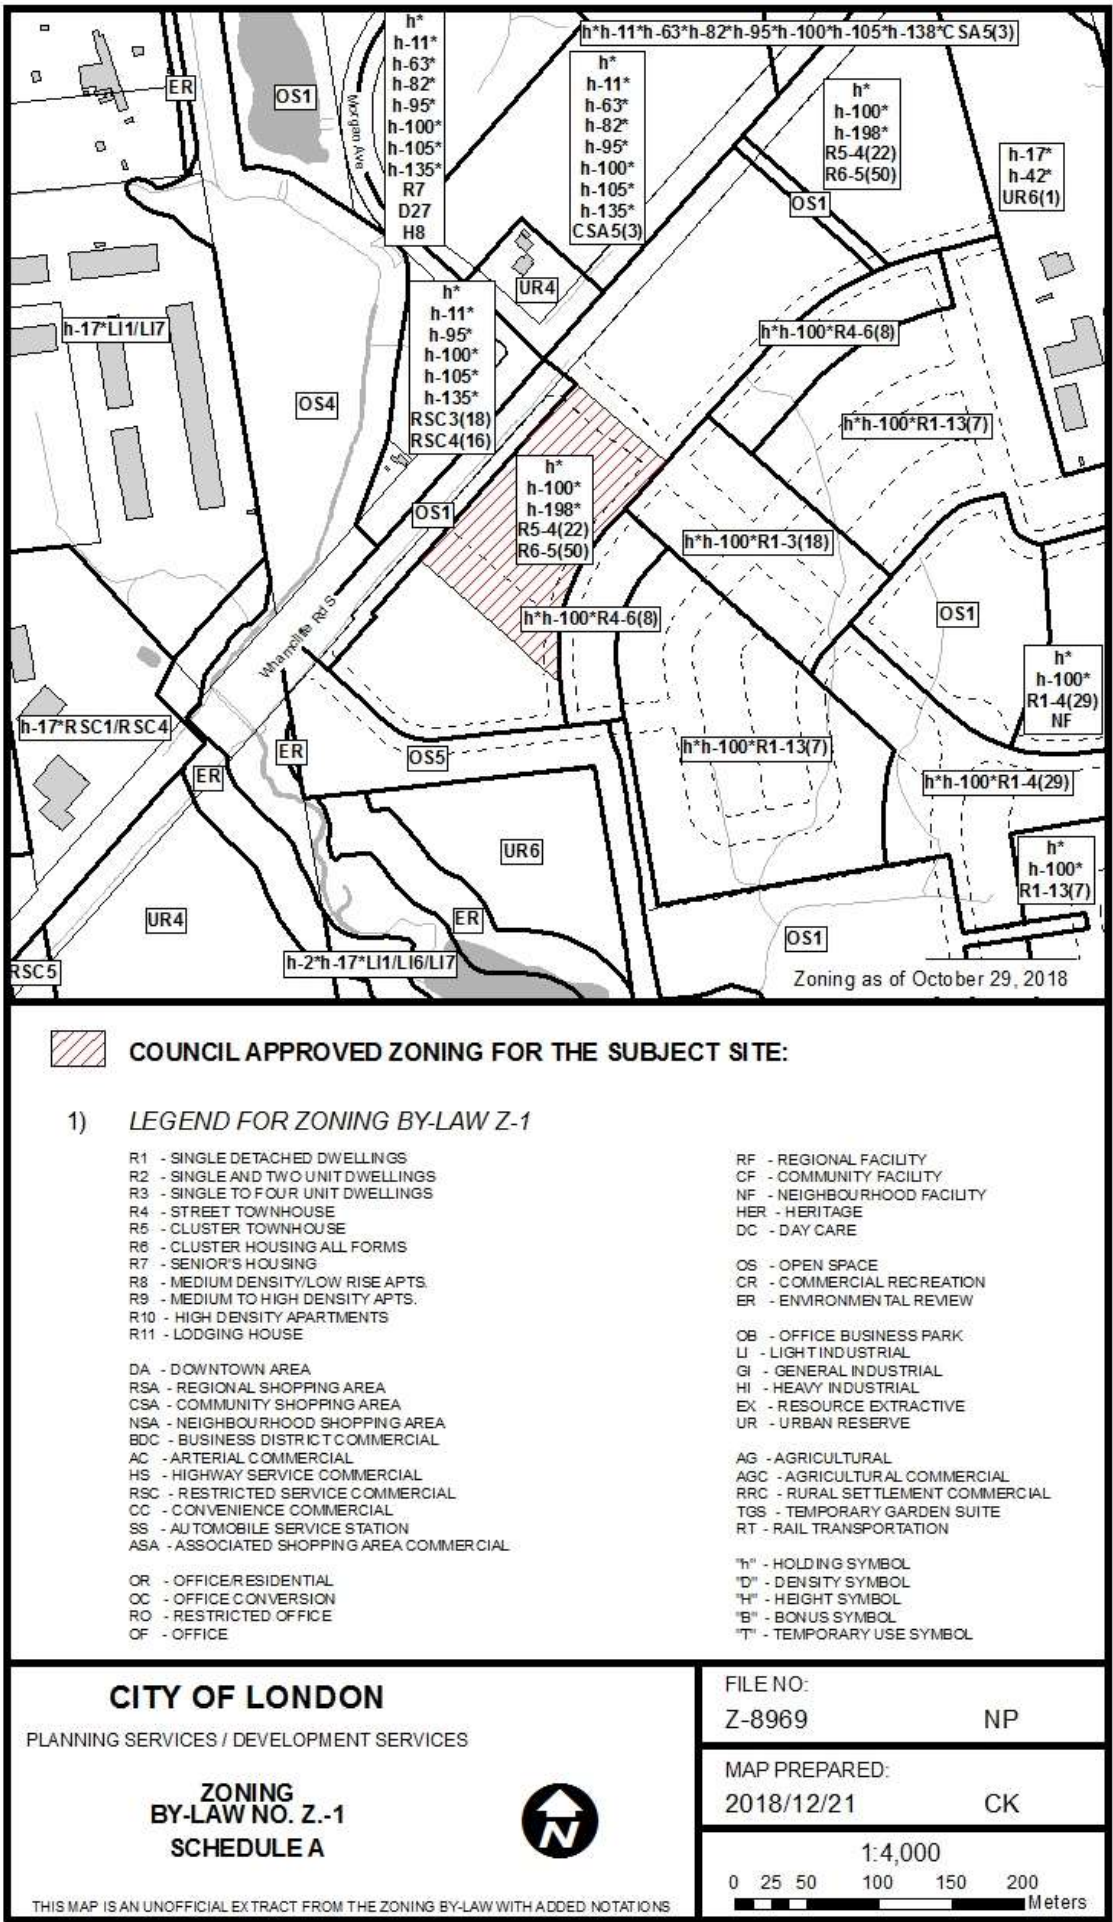 h*
h-11*
h-63*
h-82*
h-95*
h-100*
h-105*
h-135*
R7
D27
H8
h*h-11*h-63*h-82*h-95*h-100*h-105*h-138*CSA5(3)
h*
h-11*
h-63*
h-82*
h-95*
h-100*
h-105*
h-135*
CSA5(3)
h*
h-100*
h-198*
R5-4(22)
R6-5(50)
h-17*
h-42*
UR6(1)
ER
OS1
Morgan Ave
OS1
UR4
h*
h-11*
h-95*
h-100*
h-105*
h-135*
RSC3(18)
RSC4(16)
h-17*LI1/LI7
h*h-100*R4-6(8)
OS4
h*h-100*R1-13(7)
h*
h-100*
h-198*
R5-4(22)
R6-5(50)
OS1
h*h-100*R1-3(18)
h*h-100*R4-6(8)
OS1
Wharncliffe Rd S
h*
h-100*
R1-4(29)
NF
h-17*RSC1/RSC4
ER
ER
OS5
h*h-100*R1-13(7)
h*h-100*R1-4(29)
UR6
h*
h-100*
R1-13(7)
UR4
ER
OS1
h-2*h-17*LI1/LI6/LI7
RSC5
Zoning as of October 29, 2018
COUNCIL APPROVED ZONING FOR THE SUBJECT SITE:
1) LEGEND FOR ZONING BY-LAW Z-1
R1 - SINGLE DETACHED DWELLINGS
R2 - SINGLE AND TWO UNIT DWELLINGS
R3 - SINGLE TO FOUR UNIT DWELLINGS
R4 - STREET TOWNHOUSE
R5 - CLUSTER TOWNHOUSE
R6 - CLUSTER HOUSING ALL FORMS
R7 - SENIOR'S HOUSING
R8 - MEDIUM DENSITY/LOW RISE APTS.
R9 - MEDIUM TO HIGH DENSITY APTS.
R10 - HIGH DENSITY APARTMENTS
R11 - LODGING HOUSE
DA - DOWNTOWN AREA
RSA - REGIONAL SHOPPING AREA
CSA - COMMUNITY SHOPPING AREA
NSA - NEIGHBOURHOOD SHOPPING AREA
BDC - BUSINESS DISTRICT COMMERCIAL
AC - ARTERIAL COMMERCIAL
HS - HIGHWAY SERVICE COMMERCIAL
RSC - RESTRICTED SERVICE COMMERCIAL
CC - CONVENIENCE COMMERCIAL
SS - AUTOMOBILE SERVICE STATION
ASA - ASSOCIATED SHOPPING AREA COMMERCIAL
OR - OFFICE/RESIDENTIAL
OC - OFFICE CONVERSION
RO - RESTRICTED OFFICE
OF - OFFICE
RF - REGIONAL FACILITY
CF - COMMUNITY FACILITY
NF - NEIGHBOURHOOD FACILITY
HER - HERITAGE
DC - DAY CARE
OS - OPEN SPACE
CR - COMMERCIAL RECREATION
ER - ENVIRONMENTAL REVIEW
OB - OFFICE BUSINESS PARK
LI - LIGHT INDUSTRIAL
GI - GENERAL INDUSTRIAL
HI - HEAVY INDUSTRIAL
EX - RESOURCE EXTRACTIVE
UR - URBAN RESERVE
AG - AGRICULTURAL
AGC - AGRICULTURAL COMMERCIAL
RRC - RURAL SETTLEMENT COMMERCIAL
TGS - TEMPORARY GARDEN SUITE
RT - RAIL TRANSPORTATION
"h" - HOLDING SYMBOL
"D" - DENSITY SYMBOL
"H" - HEIGHT SYMBOL
"B" - BONUS SYMBOL
"T" - TEMPORARY USE SYMBOL
CITY OF LONDON
PLANNING SERVICES / DEVELOPMENT SERVICES
ZONING
BY-LAW NO. Z.-1
SCHEDULE A
N
THIS MAP IS AN UNOFFICIAL EXTRACT FROM THE ZONING BY-LAW WITH ADDED NOTATIONS
FILE NO:
Z-8969 NP
MAP PREPARED:
2018/12/21 CK
1:4,000
0 25 50 100 150 200
Meters